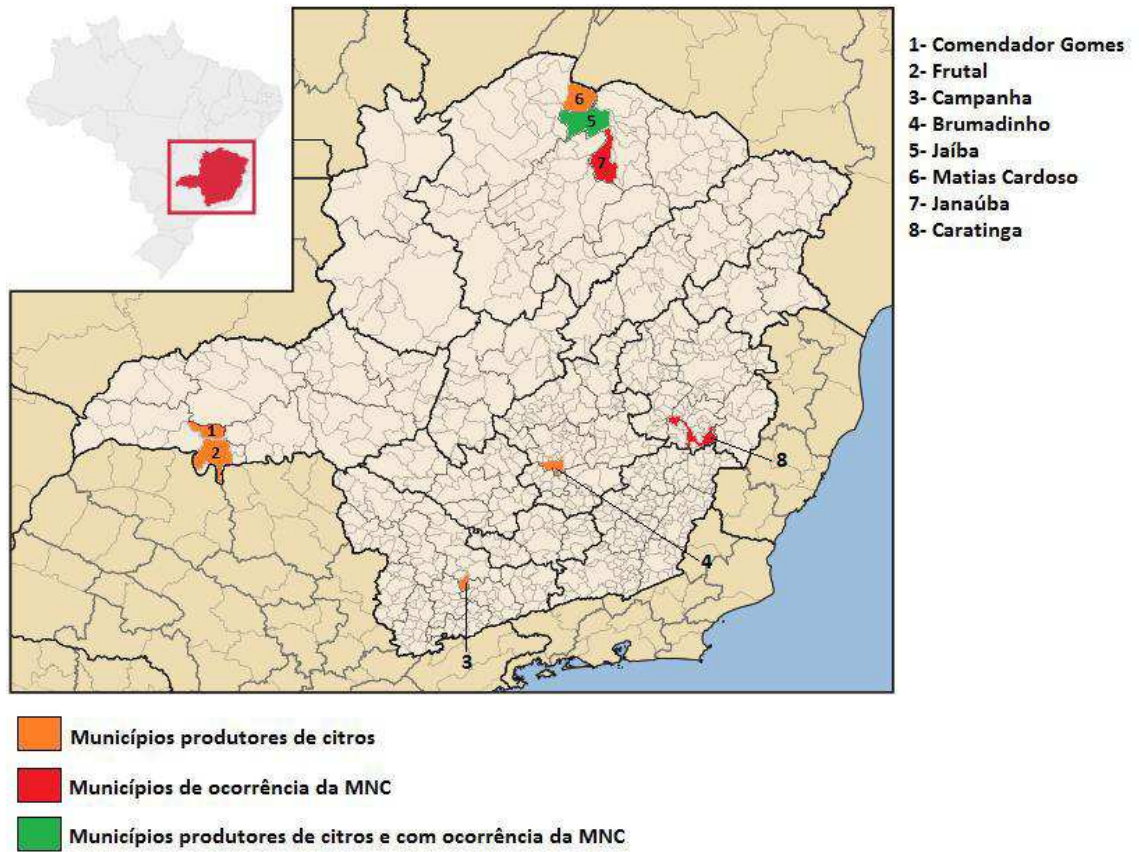 1- Comendador Gomes
2- Frutal
3- Campanha
4- Brumadinho
5- Jaíba
6- Matias Cardoso
7- Janaúba
8- Caratinga
6
5
7
1
2
8
4
3
Municípios produtores de citros
Municípios de ocorrência da MNC
Municípios produtores de citros e com ocorrência da MNC